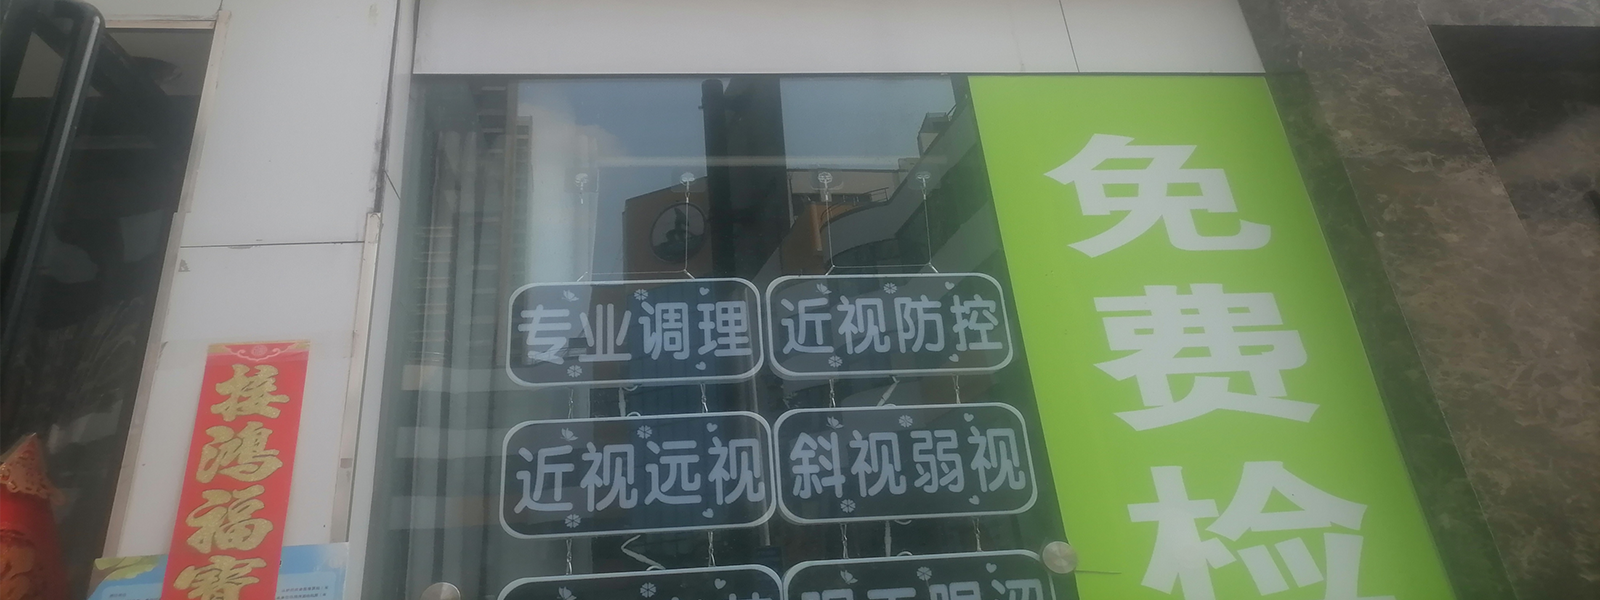 专业调理
近视防控
近视远视
斜视弱视
免费检
接鸿福